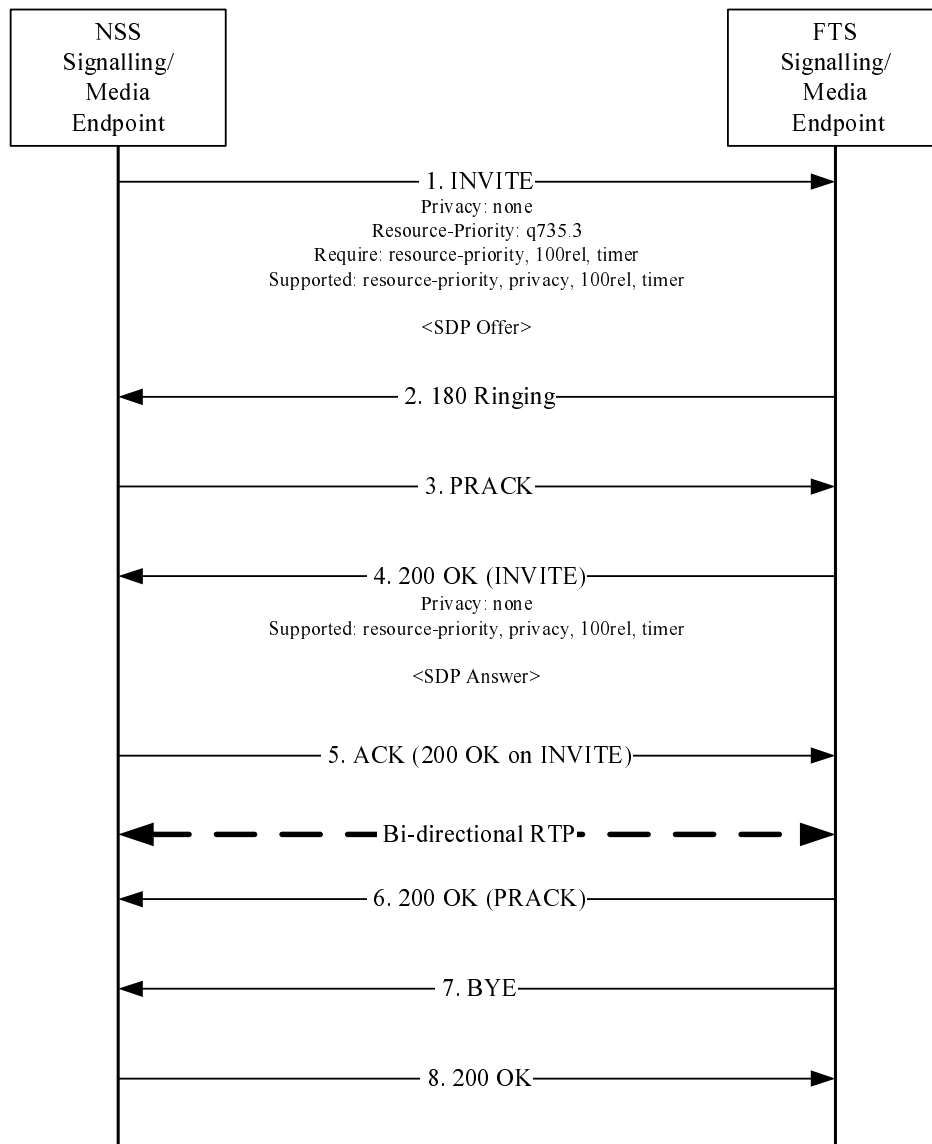 NSS
Signalling/
Media
Endpoint
FTS
Signalling/
Media
Endpoint
1. INVITE
Privacy: none
Resource-Priority: q735.3
Require: resource-priority, 100rel, timer
Supported: resource-priority, privacy, 100rel, timer
<SDP Offer>
2. 180 Ringing
3. PRACK
4. 200 OK (INVITE)
Privacy: none
Supported: resource-priority, privacy, 100rel, timer
<SDP Answer>
5. ACK (200 OK on INVITE)
Bi-directional RTP
6. 200 OK (PRACK)
7. BYE
8. 200 OK